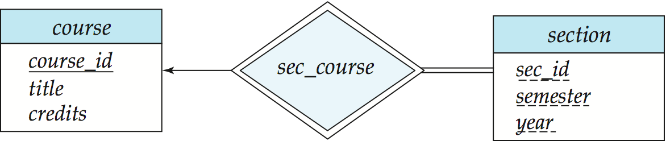 course
course_id
title
credits
sec_course
section
sec_id
semester
year